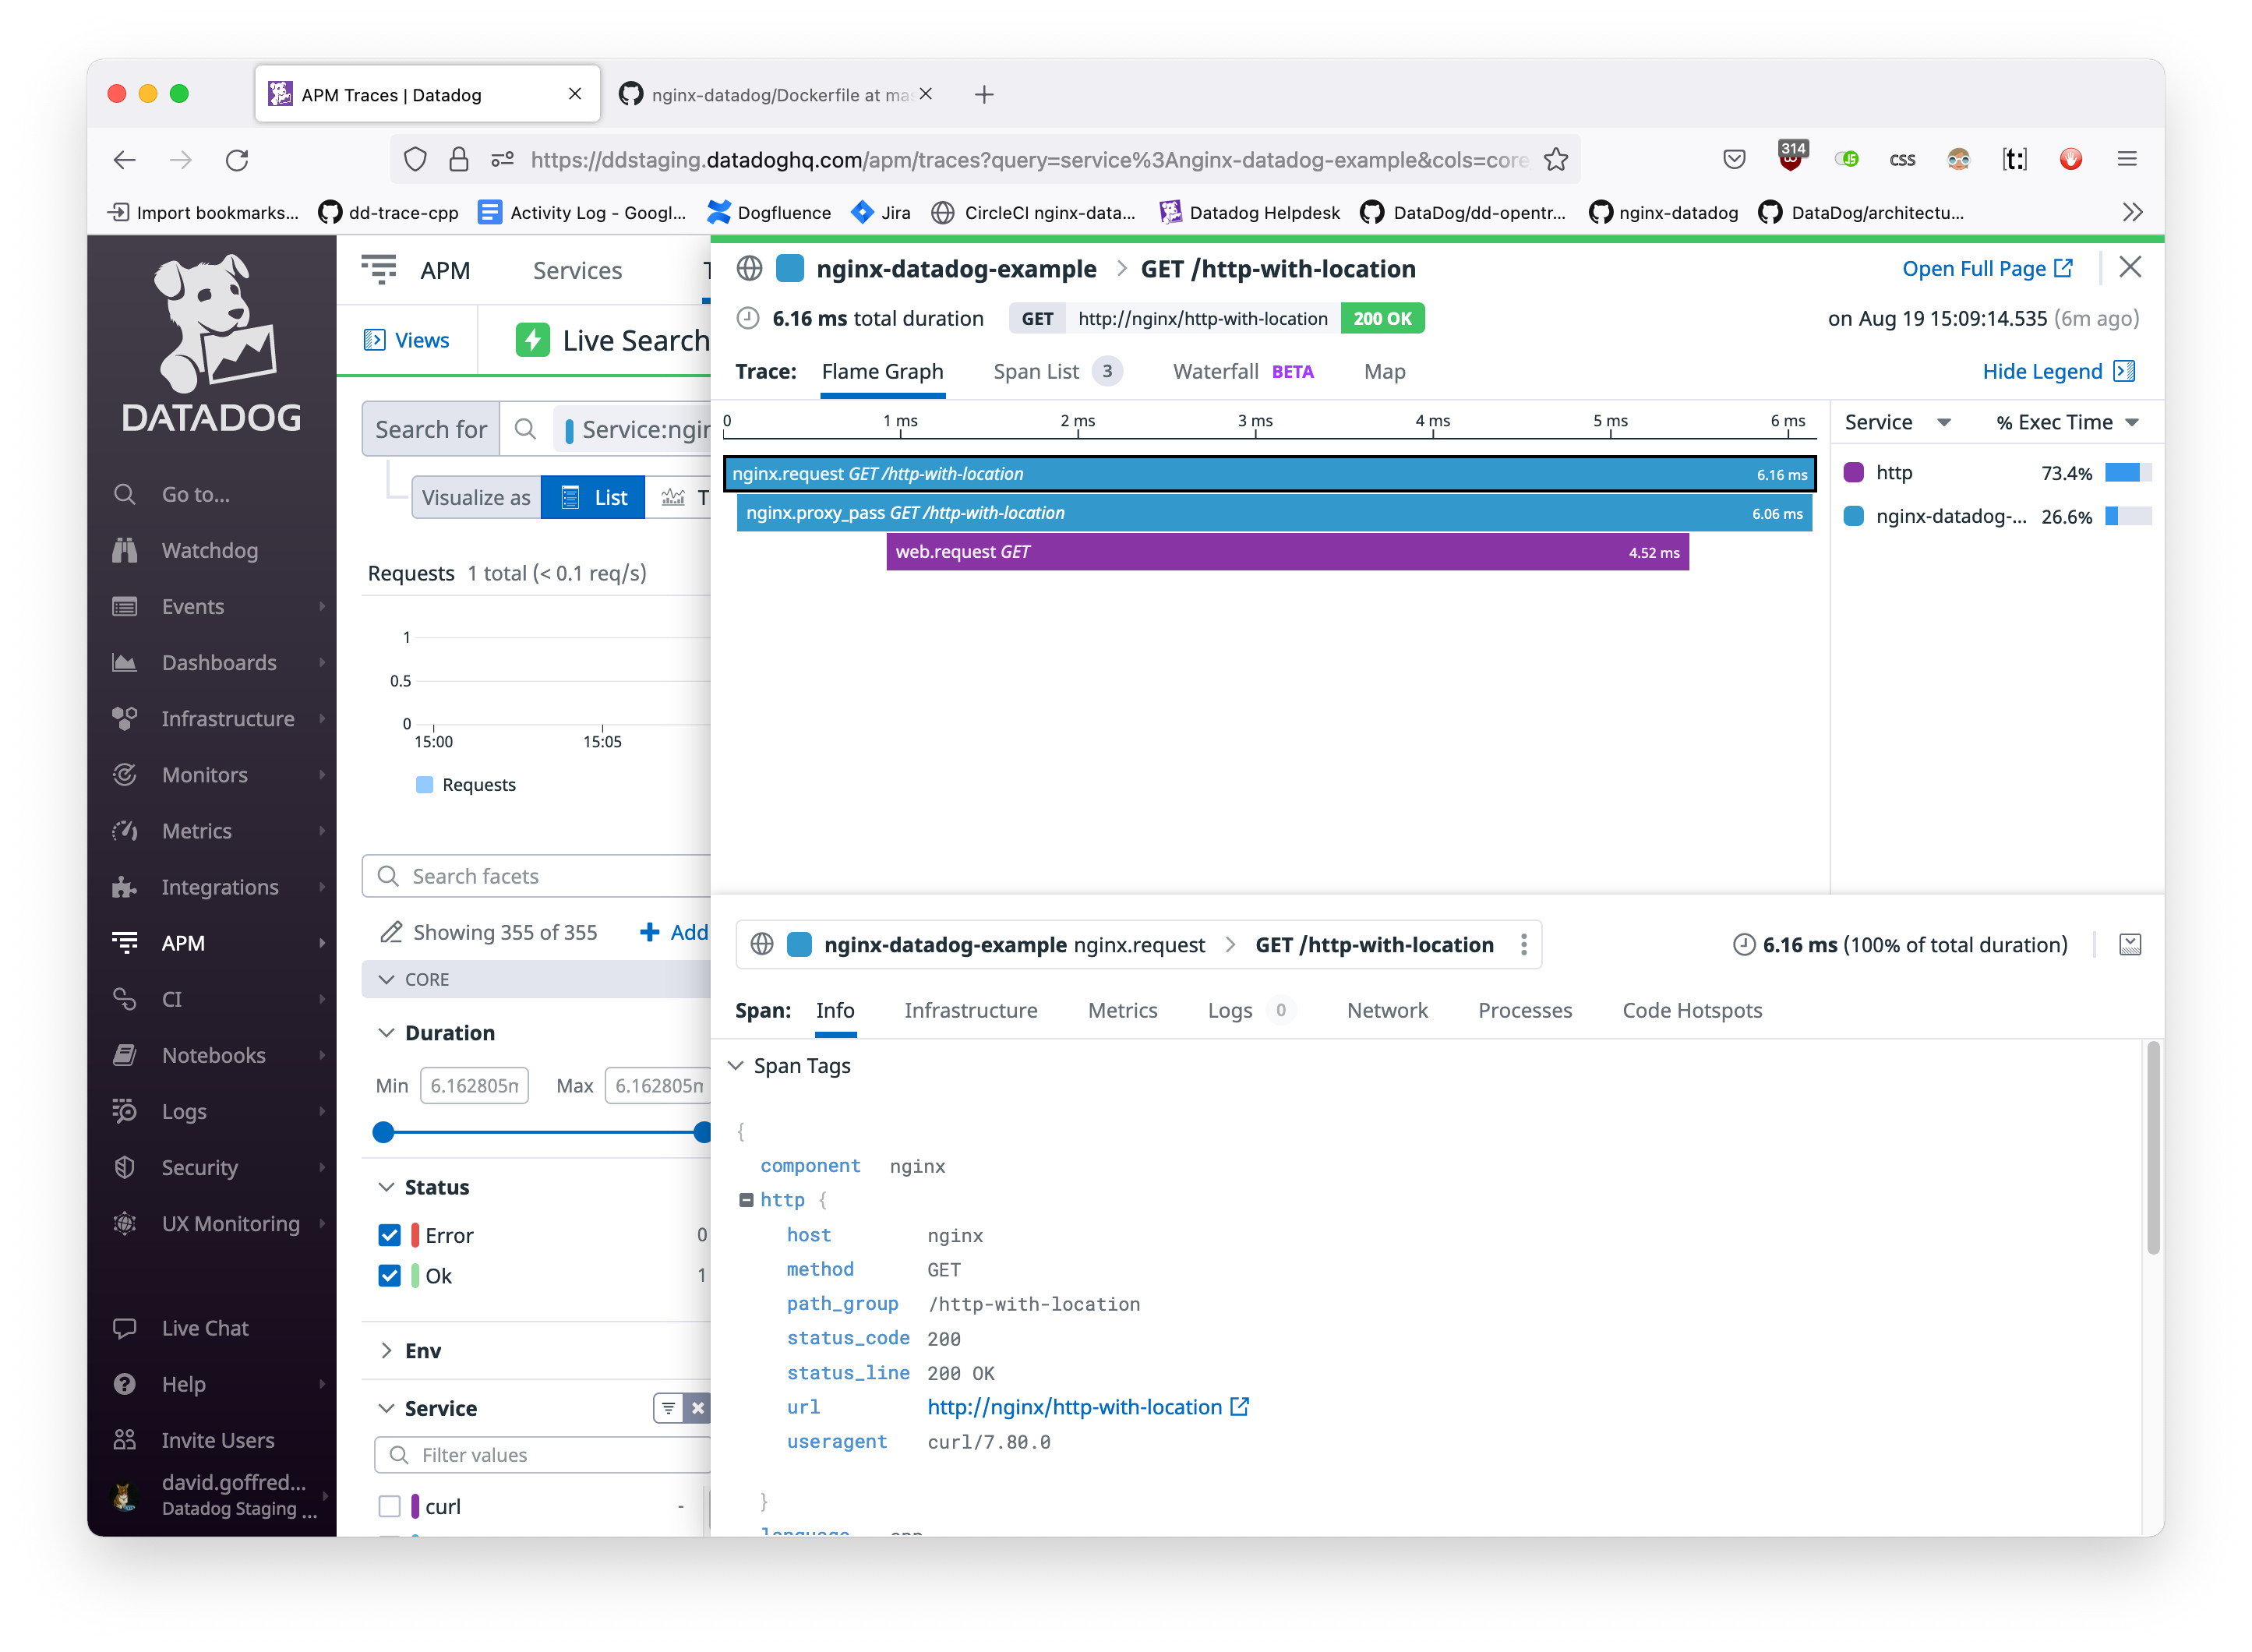 APM Traces | Datadog
nginx-datadog/Dockerfile at mas
https://ddstaging.datadoghq.com/apm/traces?query=service%3Anginx-datadog-example&cols=core
314
JS
CSS
[t:]
Import bookmarks...
dd-trace-cpp
Activity Log - Googl...
Dogfluence
Jira
CircleCI nginx-data...
Datadog Helpdesk
DataDog/dd-opentr...
nginx-datadog
DataDog/architectu...
DATADOG
Go to...
Watchdog
Events
Dashboards
Infrastructure
Monitors
Metrics
Integrations
APM
CI
Notebooks
Logs
Security
UX Monitoring
Live Chat
Help
Invite Users
david.goffred...
Datadog Staging ...
APM
Services
T
Views
Live Search
Search for
Service:ngin
Visualize as
List
T
Requests 1 total (< 0.1 req/s)
1
0.5
0
15:00
15:05
Requests
Search facets
Showing 355 of 355
Add
CORE
Duration
Min
6.162805m
Max
6.162805m
Status
Error 0
Ok 1
Env
Service
Filter values
curl -
nginx-datadog-example > GET /http-with-location
Open Full Page
6.16 ms total duration
GET http://nginx/http-with-location 200 OK
on Aug 19 15:09:14.535 (6m ago)
Trace:
Flame Graph
Span List 3
Waterfall BETA
Map
Hide Legend
0
1 ms
2 ms
3 ms
4 ms
5 ms
6 ms
nginx.request GET /http-with-location 6.16 ms
nginx.proxy_pass GET /http-with-location 6.06 ms
web.request GET 4.52 ms
Service
% Exec Time
http 73.4%
nginx-datadog-... 26.6%
nginx-datadog-example nginx.request > GET /http-with-location
6.16 ms (100% of total duration)
Span:
Info
Infrastructure
Metrics
Logs 0
Network
Processes
Code Hotspots
Span Tags
{
component nginx
http {
host nginx
method GET
path_group /http-with-location
status_code 200
status_line 200 OK
url http://nginx/http-with-location
useragent curl/7.80.0
}
language cpp